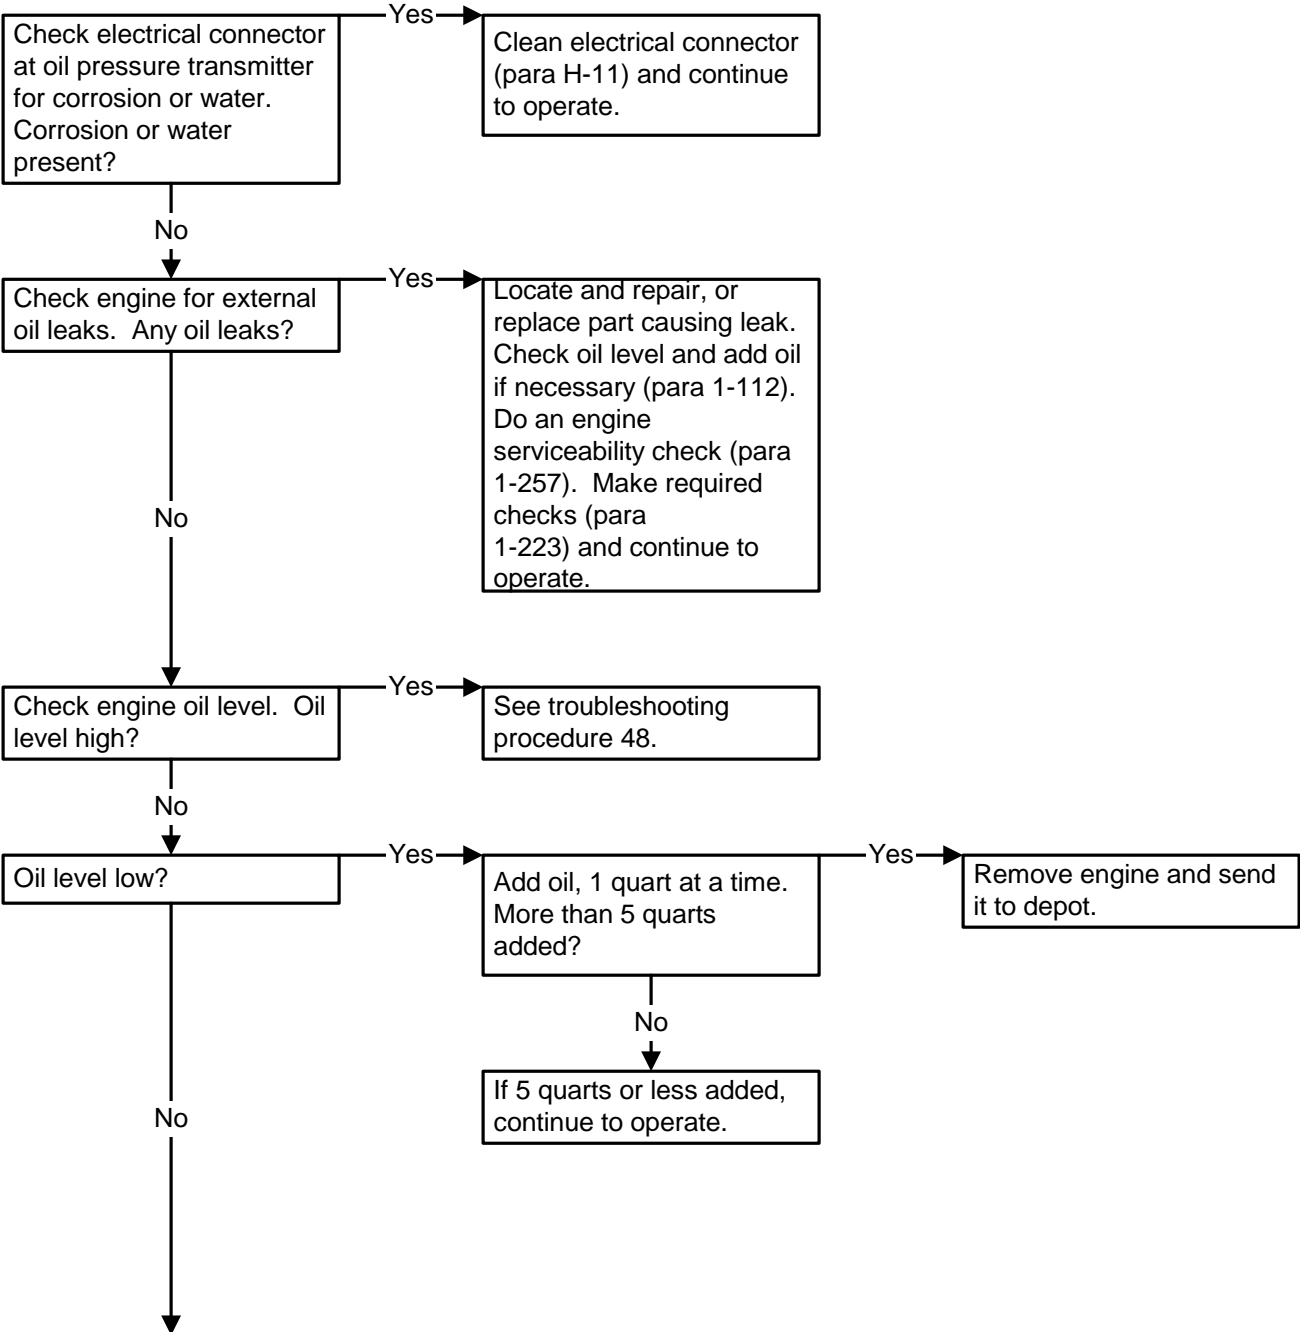 Yes
Check electrical connector
at oil pressure transmitter
for corrosion or water.
Corrosion or water
present?
Clean electrical connector
(para H-11) and continue
to operate.
No
Yes
Check engine for external
oil leaks.  Any oil leaks?
Locate and repair, or
replace part causing leak.
Check oil level and add oil
if necessary (para 1-112).
Do an engine
serviceability check (para
1-257).  Make required
checks (para
1-223) and continue to
operate.
No
Yes
Check engine oil level.  Oil
level high?
See troubleshooting
procedure 48.
No
Yes
Oil level low?
Add oil, 1 quart at a time.
More than 5 quarts
added?
Yes
Remove engine and send
it to depot.
No
If 5 quarts or less added,
continue to operate.
No